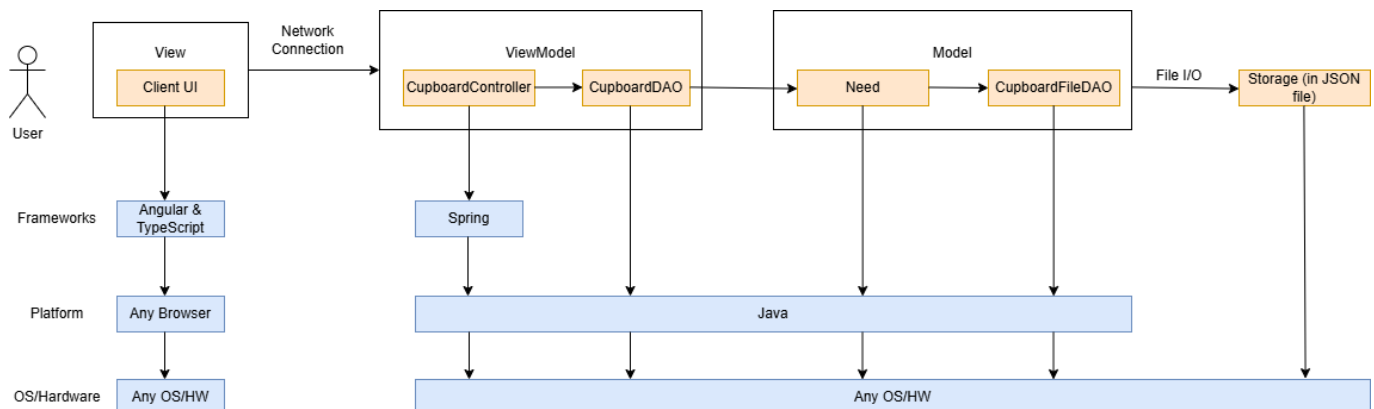 Network
Connection
View
ViewModel
Model
Client UI
CupboardController
CupboardDAO
Need
CupboardFileDAO
File I/O
Storage (in JSON
file)
User
Frameworks
Angular &
TypeScript
Spring
Platform
Any Browser
Java
OS/Hardware
Any OS/HW
Any OS/HW